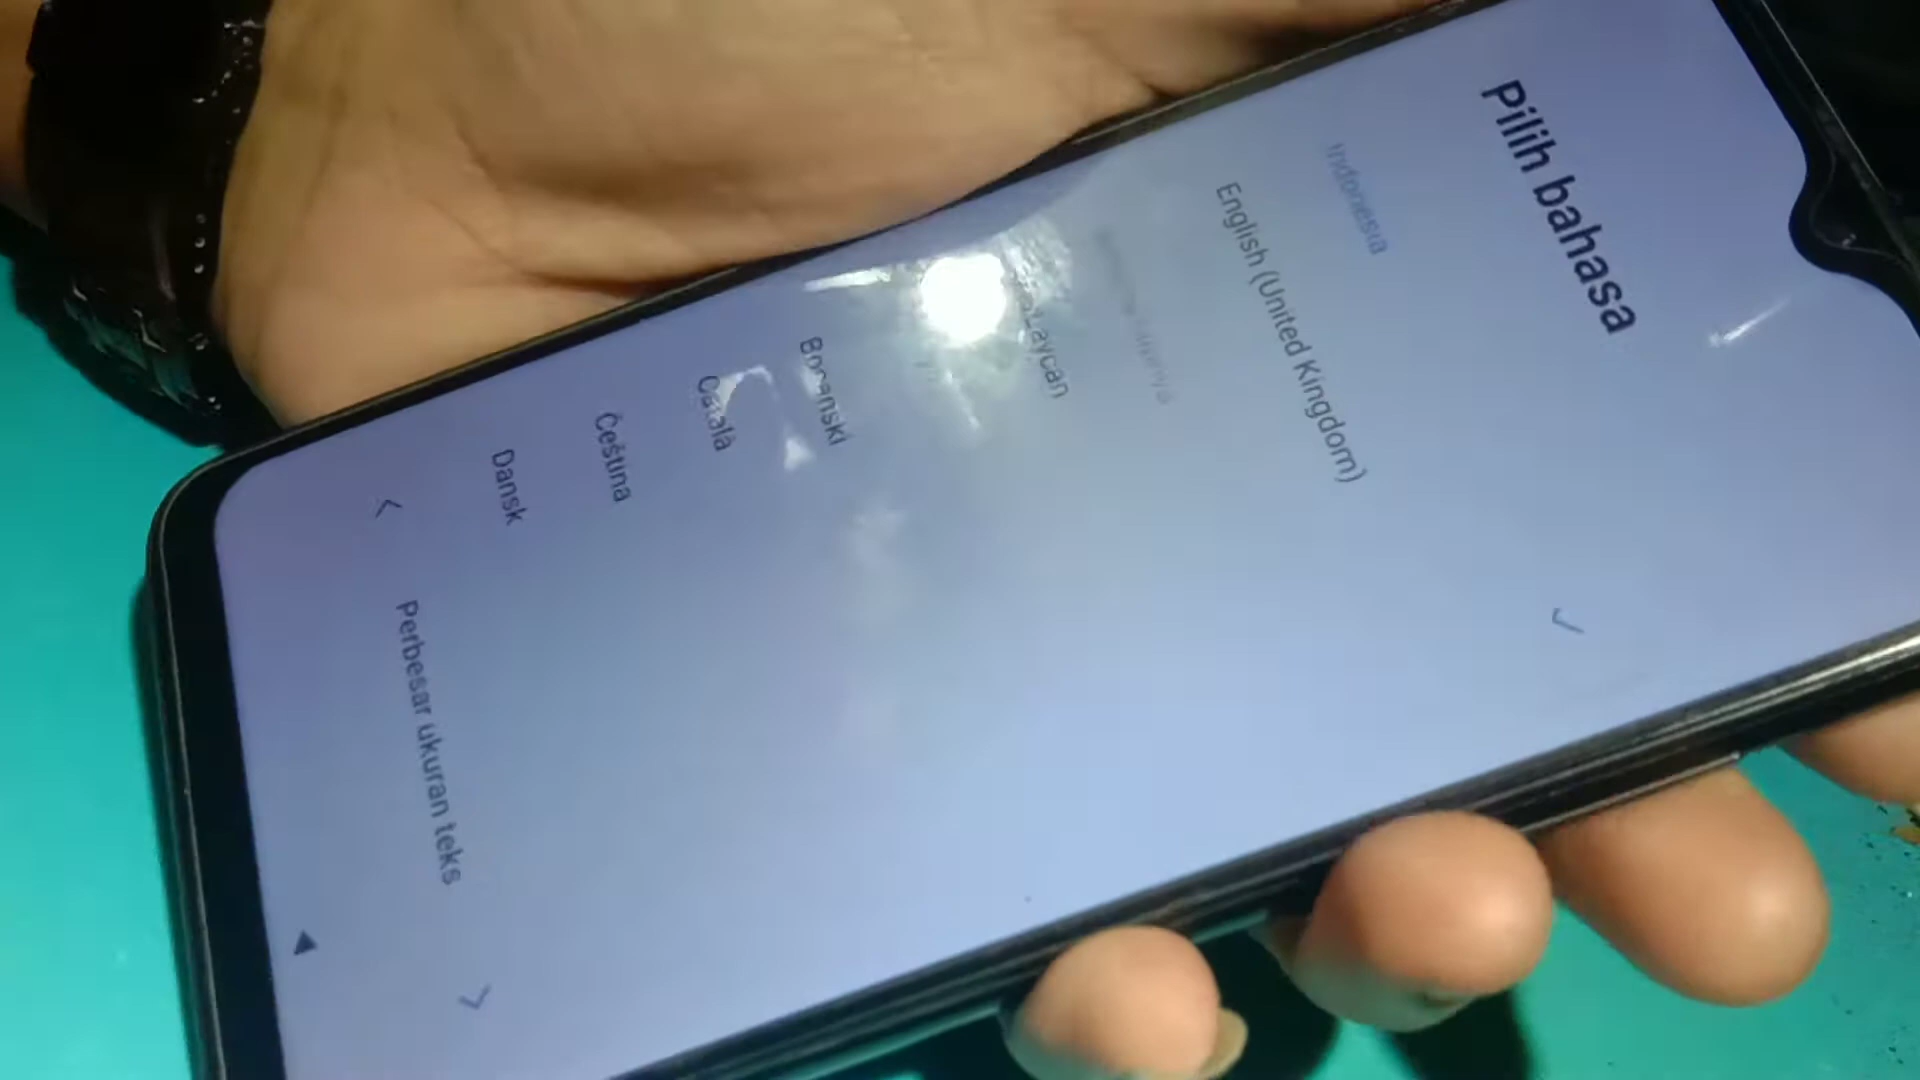 Pilih bahasa
Indonesia
English (United Kingdom)
Bosanski
Català
Čeština
Dansk
Perbesar ukuran teks